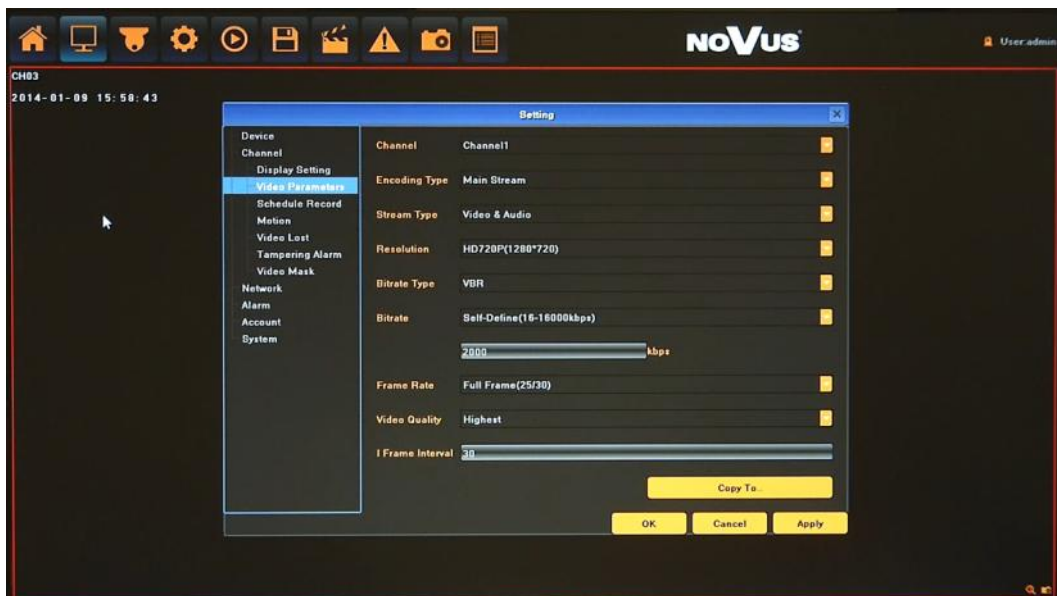 NOVUS
User:admin
CH03
2014-01-09 15:58:43
Setting
Device
Channel
Display Setting
Video Parameters
Schedule Record
Motion
Video Lost
Tampering Alarm
Video Mask
Network
Alarm
Account
System
Channel Channel1
Encoding Type Main Stream
Stream Type Video & Audio
Resolution HD720P(1280*720)
Bitrate Type VBR
Bitrate Self-Define(16-16000kbps)
2000 kbps
Frame Rate Full Frame(25/30)
Video Quality Highest
I Frame Interval 30
Copy To..
OK Cancel Apply